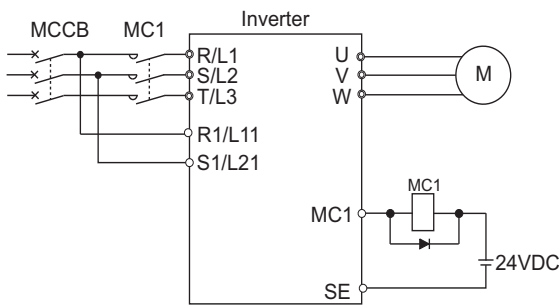 Inverter
MCCB
MC1
R/L1
S/L2
T/L3
R1/L11
S1/L21
U
V
W
M
MC1
MC1
24VDC
SE